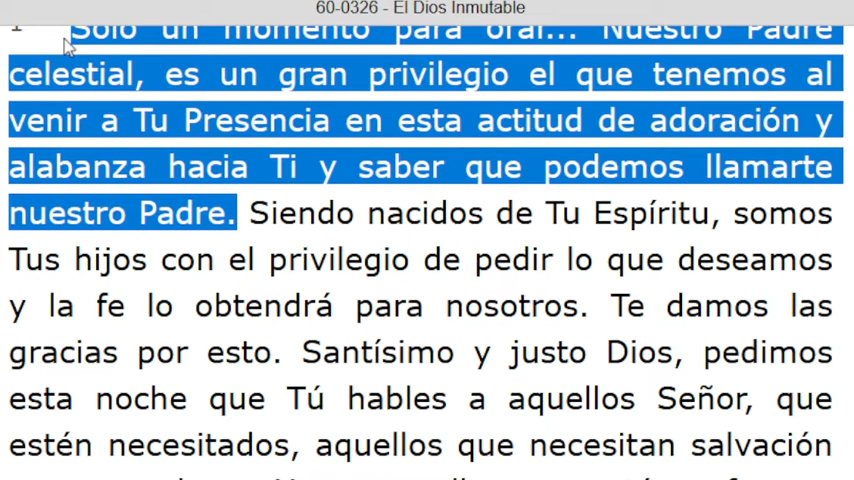 60-0326 - El Dios Inmutable
1 Sólo un momento para orar... Nuestro Padre
celestial, es un gran privilegio el que tenemos al
venir a Tu Presencia en esta actitud de adoración y
alabanza hacia Ti y saber que podemos llamarte
nuestro Padre. Siendo nacidos de Tu Espíritu, somos
Tus hijos con el privilegio de pedir lo que deseamos
y la fe lo obtendrá para nosotros. Te damos las
gracias por esto. Santísimo y justo Dios, pedimos
esta noche que Tú hables a aquellos Señor, que
estén necesitados, aquellos que necesitan salvación